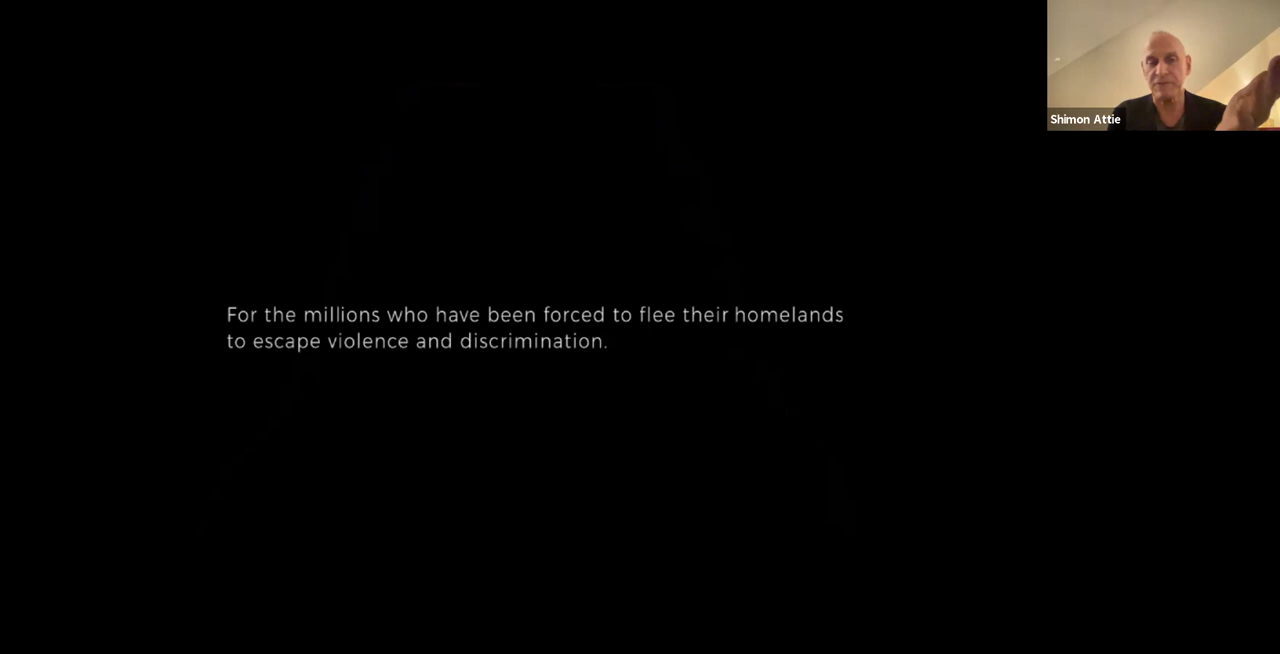 Shimon Attie
For the millions who have been forced to flee their homelands
to escape violence and discrimination.